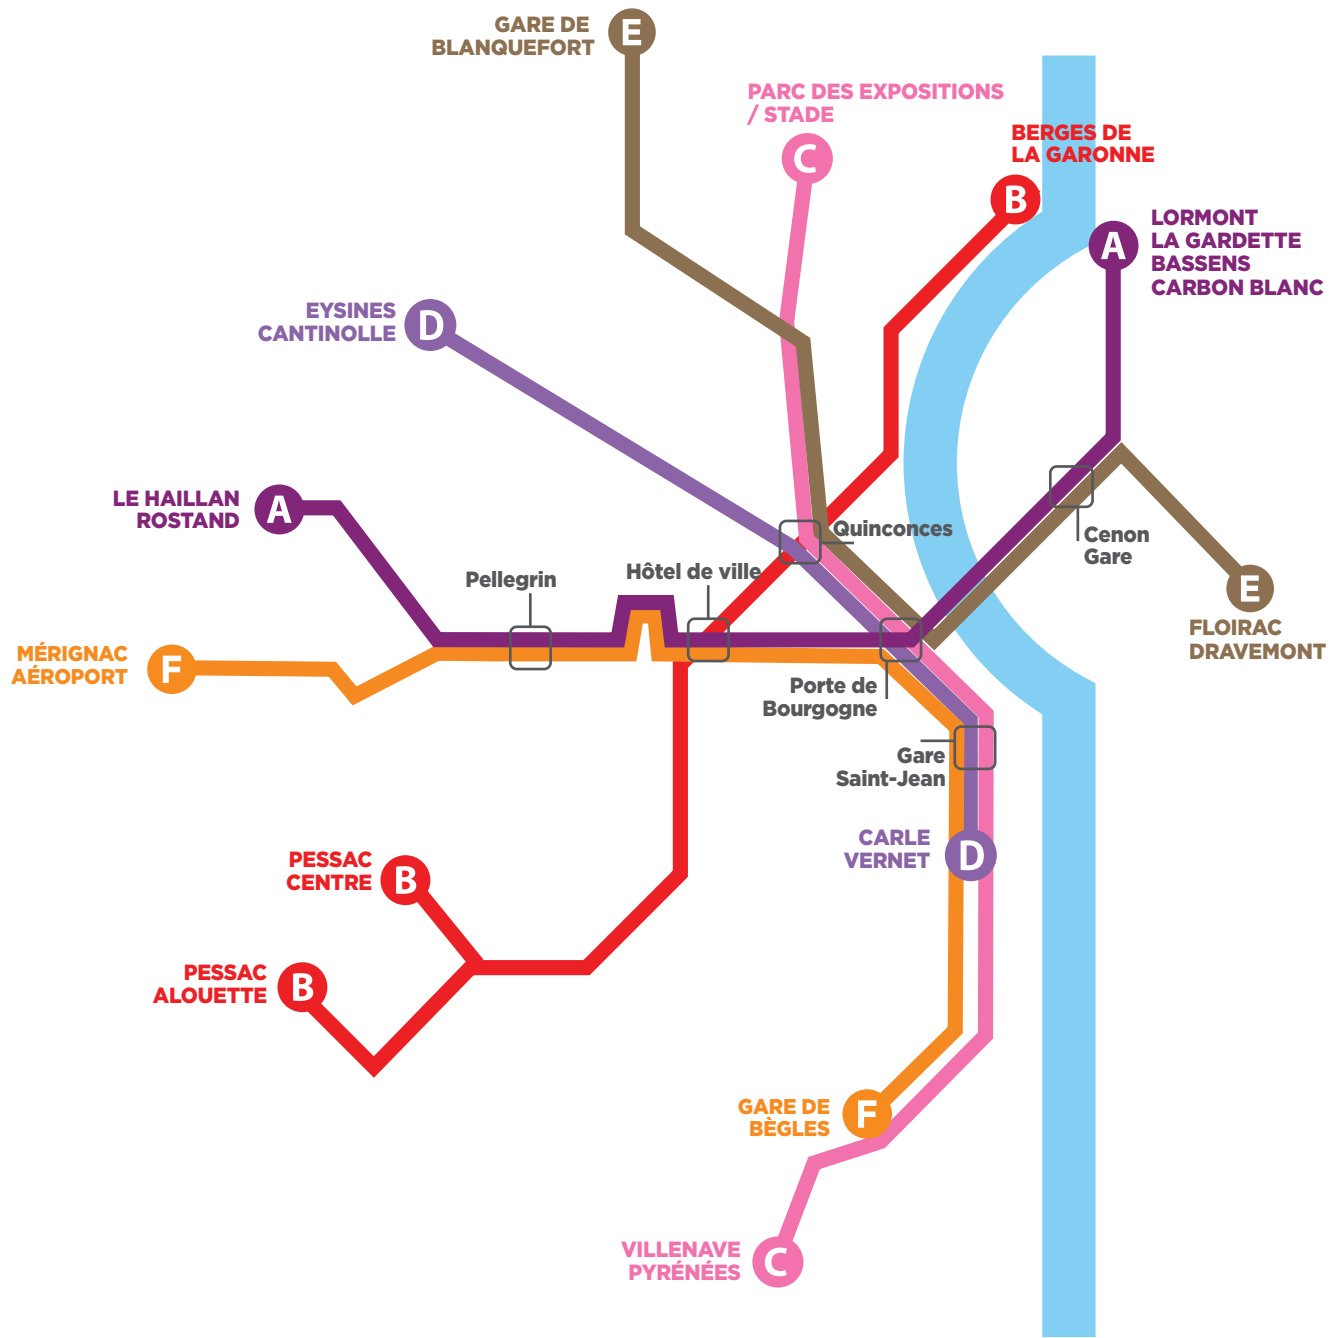 GARE DE
BLANQUEFORT
E
PARC DES EXPOSITIONS
/ STADE
C
BERGES DE
LA GARONNE
B
LORMONT
LA GARDETTE
BASSENS
CARBON BLANC
A
EYSINES
CANTINOLLE
D
LE HAILLAN
ROSTAND
A
Quinconces
Cenon
Gare
Pellegrin
Hôtel de ville
E
FLOIRAC
DRAVEMONT
MÉRIGNAC
AÉROPORT
F
Porte de
Bourgogne
Gare
Saint-Jean
CARLE
VERNET
D
PESSAC
CENTRE
B
PESSAC
ALOUETTE
B
GARE DE
BÈGLES
F
VILLENAVE
PYRÉNÉES
C